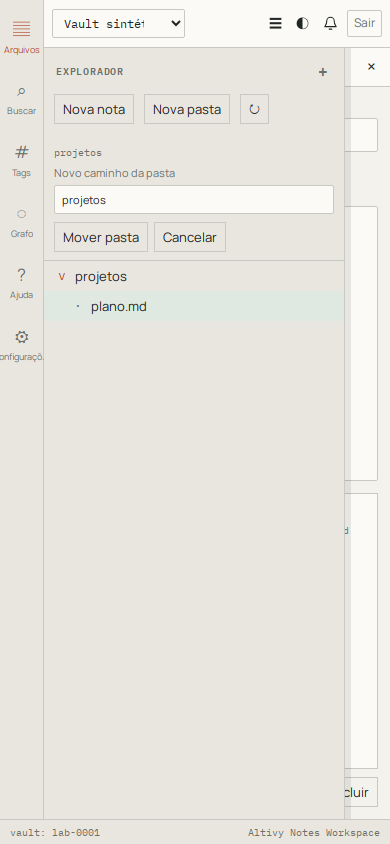 Vault sintét
Sair
Arquivos
Buscar
Tags
Grafo
Ajuda
onfiguraçõ
EXPLORADOR
Nova nota
Nova pasta
projetos
Novo caminho da pasta
projetos
Mover pasta
Cancelar
projetos
plano.md
d
cluir
vault: lab-0001
Altivy Notes Workspace